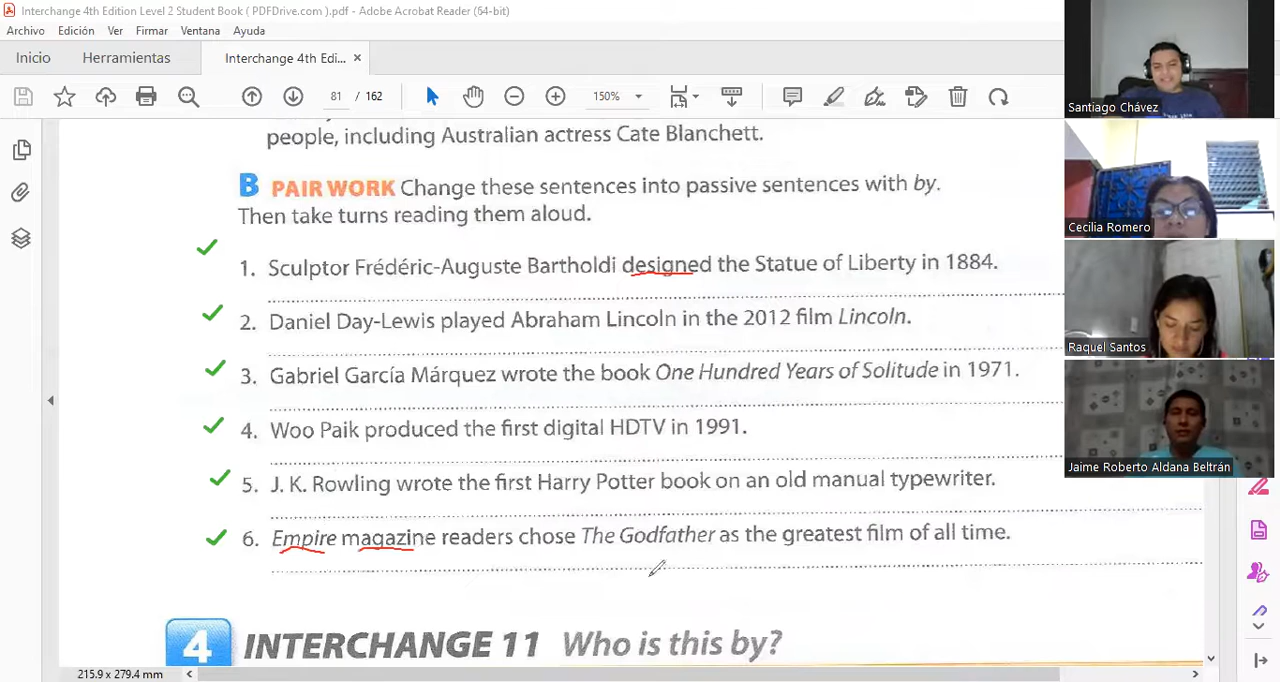 Interchange 4th Edition Level 2 Student Book ( PDFDrive.com ).pdf - Adobe Acrobat Reader (64-bit)
Archivo Edición Ver Firmar Ventana Ayuda
Inicio Herramientas Interchange 4th Edi... ×
81 / 162 150%
people, including Australian actress Cate Blanchett.
B PAIR WORK Change these sentences into passive sentences with by.
Then take turns reading them aloud.
1. Sculptor Frédéric-Auguste Bartholdi designed the Statue of Liberty in 1884.
2. Daniel Day-Lewis played Abraham Lincoln in the 2012 film Lincoln.
3. Gabriel García Márquez wrote the book One Hundred Years of Solitude in 1971.
4. Woo Paik produced the first digital HDTV in 1991.
5. J. K. Rowling wrote the first Harry Potter book on an old manual typewriter.
6. Empire magazine readers chose The Godfather as the greatest film of all time.
4 INTERCHANGE 11 Who is this by?
215.9 x 279.4 mm
Santiago Chávez
Cecilia Romero
Raquel Santos
Jaime Roberto Aldana Beltrán